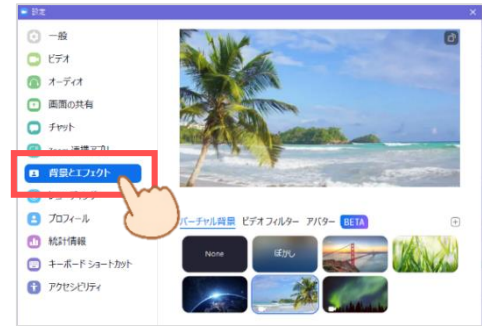 設定
一般
ビデオ
オーディオ
画面の共有
チャット
背景とエフェクト
プロフィール
統計情報
キーボード ショートカット
アクセシビリティ
バーチャル背景 ビデオ フィルター アバター BETA
None ぼかし